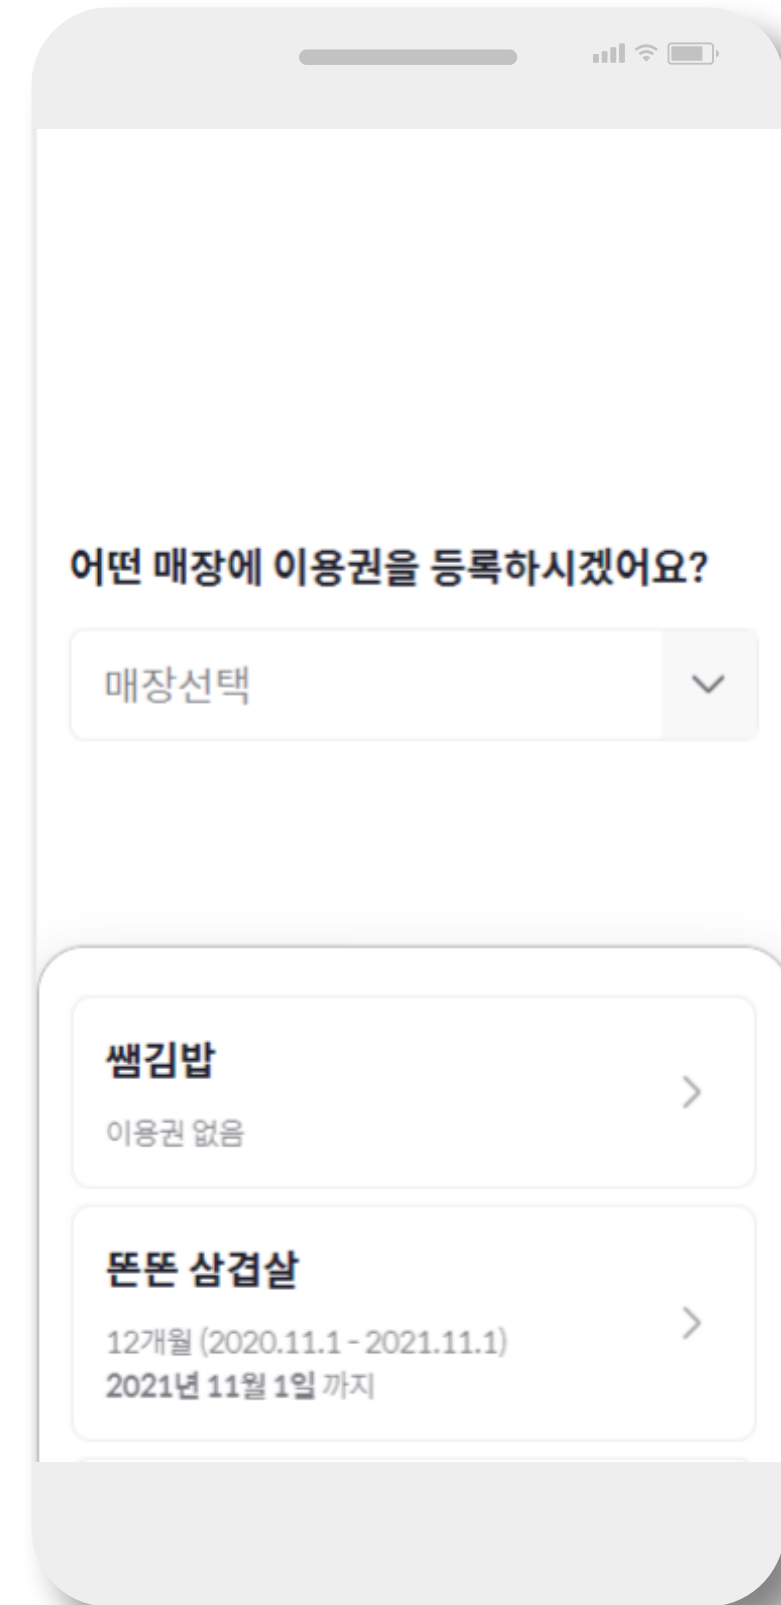 어떤 매장에 이용권을 등록하시겠어요?
매장선택
쌤김밥
이용권 없음
똔똔 삼겹살
12개월 (2020.11.1 - 2021.11.1)
2021년 11월 1일 까지